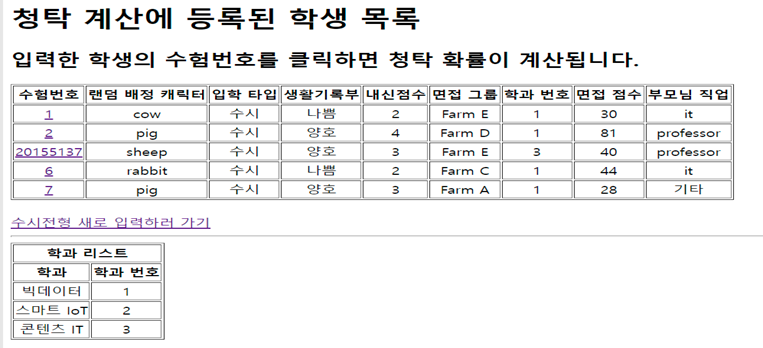 청탁 계산에 등록된 학생 목록
입력한 학생의 수험번호를 클릭하면 청탁 확률이 계산됩니다.
수험번호 랜덤 배정 캐릭터 입학 타입 생활기록부 내신점수 면접 그룹 학과 번호 면접 점수 부모님 직업
1 cow 수시 나쁨 2 Farm E 1 30 it
2 pig 수시 양호 4 Farm D 1 81 professor
20155137 sheep 수시 양호 3 Farm E 3 40 professor
6 rabbit 수시 나쁨 2 Farm C 1 44 it
7 pig 수시 양호 3 Farm A 1 28 기타
수시전형 새로 입력하러 가기
학과 리스트
학과 학과 번호
빅데이터 1
스마트 IoT 2
콘텐츠 IT 3